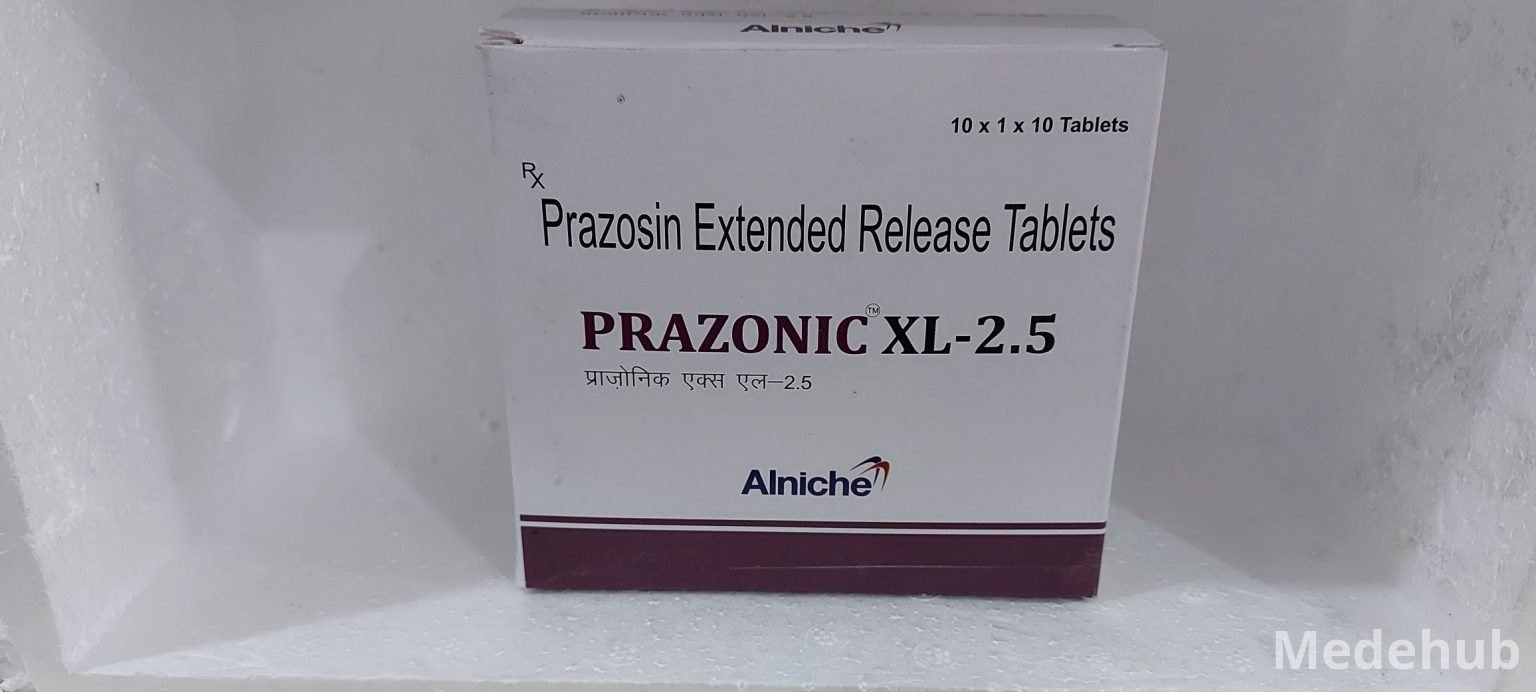 Alniche
10 x 1 x 10 Tablets
Rx
Prazosin Extended Release Tablets
PRAZONIC™ XL-2.5
प्राज़ोनिक एक्स एल-2.5
Alniche
Medehub